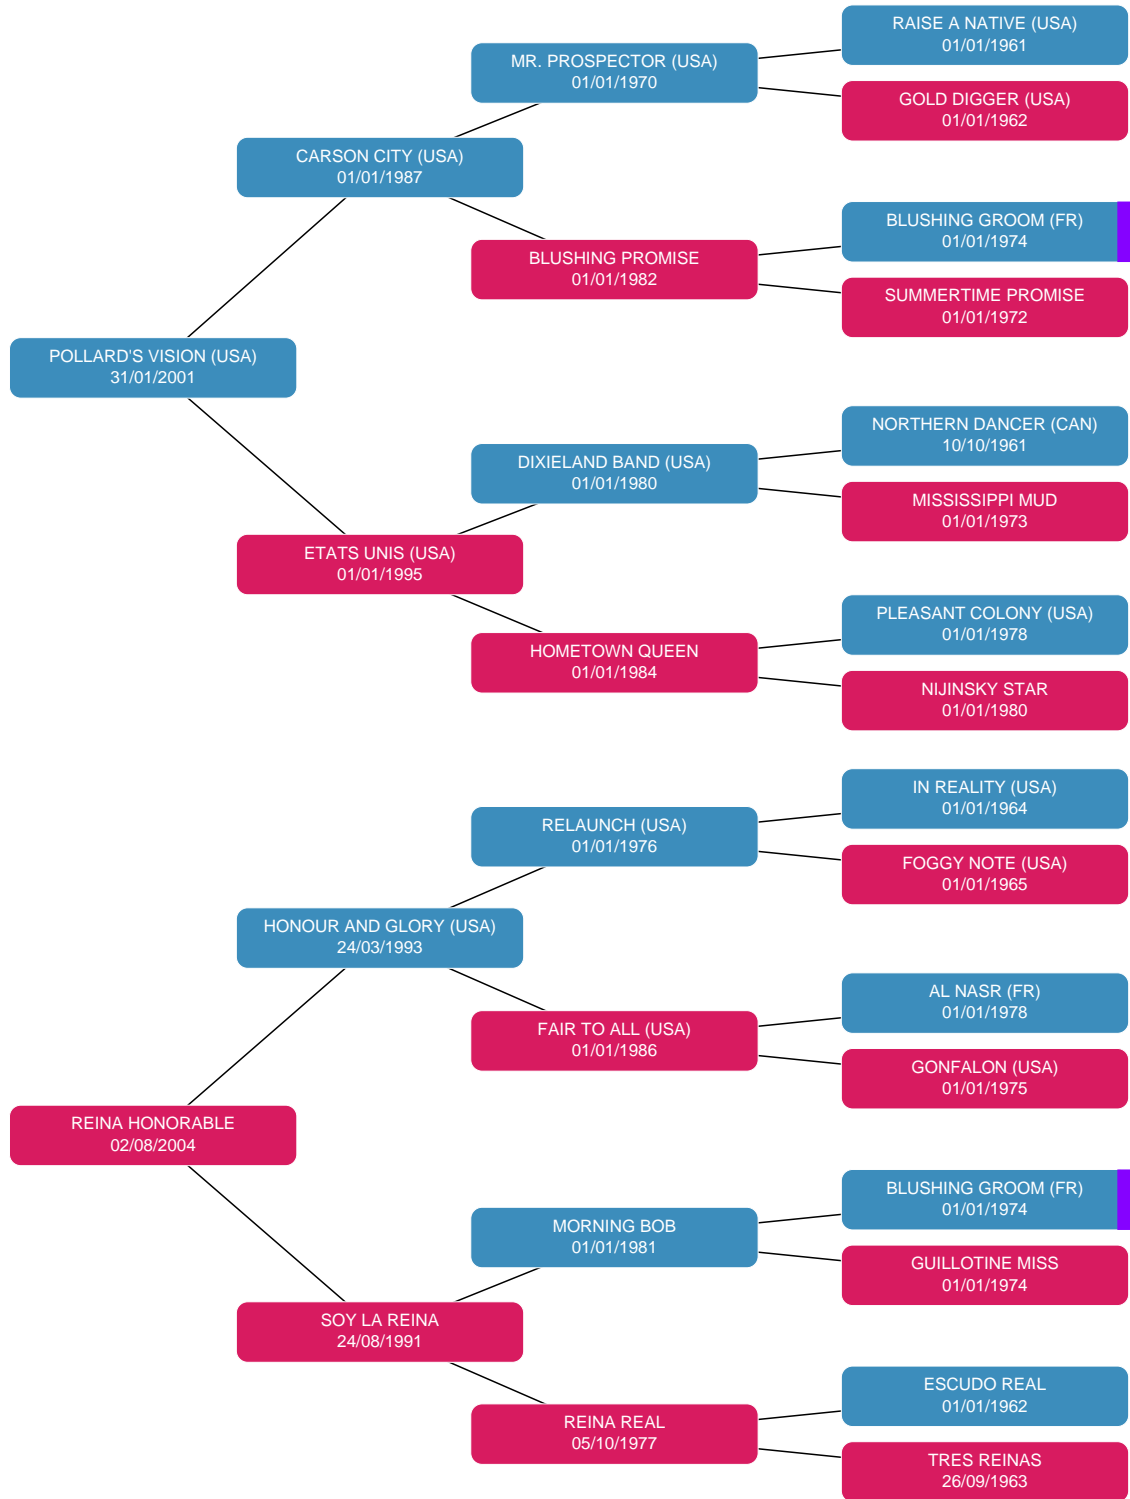 RAISE A NATIVE (USA)
01/01/1961
MR. PROSPECTOR (USA)
01/01/1970
GOLD DIGGER (USA)
01/01/1962
CARSON CITY (USA)
01/01/1987
BLUSHING GROOM (FR)
01/01/1974
BLUSHING PROMISE
01/01/1982
SUMMERTIME PROMISE
01/01/1972
POLLARD'S VISION (USA)
31/01/2001
NORTHERN DANCER (CAN)
10/10/1961
DIXIELAND BAND (USA)
01/01/1980
MISSISSIPPI MUD
01/01/1973
ETATS UNIS (USA)
01/01/1995
PLEASANT COLONY (USA)
01/01/1978
HOMETOWN QUEEN
01/01/1984
NIJINSKY STAR
01/01/1980
IN REALITY (USA)
01/01/1964
RELAUNCH (USA)
01/01/1976
FOGGY NOTE (USA)
01/01/1965
HONOUR AND GLORY (USA)
24/03/1993
AL NASR (FR)
01/01/1978
FAIR TO ALL (USA)
01/01/1986
GONFALON (USA)
01/01/1975
REINA HONORABLE
02/08/2004
BLUSHING GROOM (FR)
01/01/1974
MORNING BOB
01/01/1981
GUILLOTINE MISS
01/01/1974
SOY LA REINA
24/08/1991
ESCUDO REAL
01/01/1962
REINA REAL
05/10/1977
TRES REINAS
26/09/1963